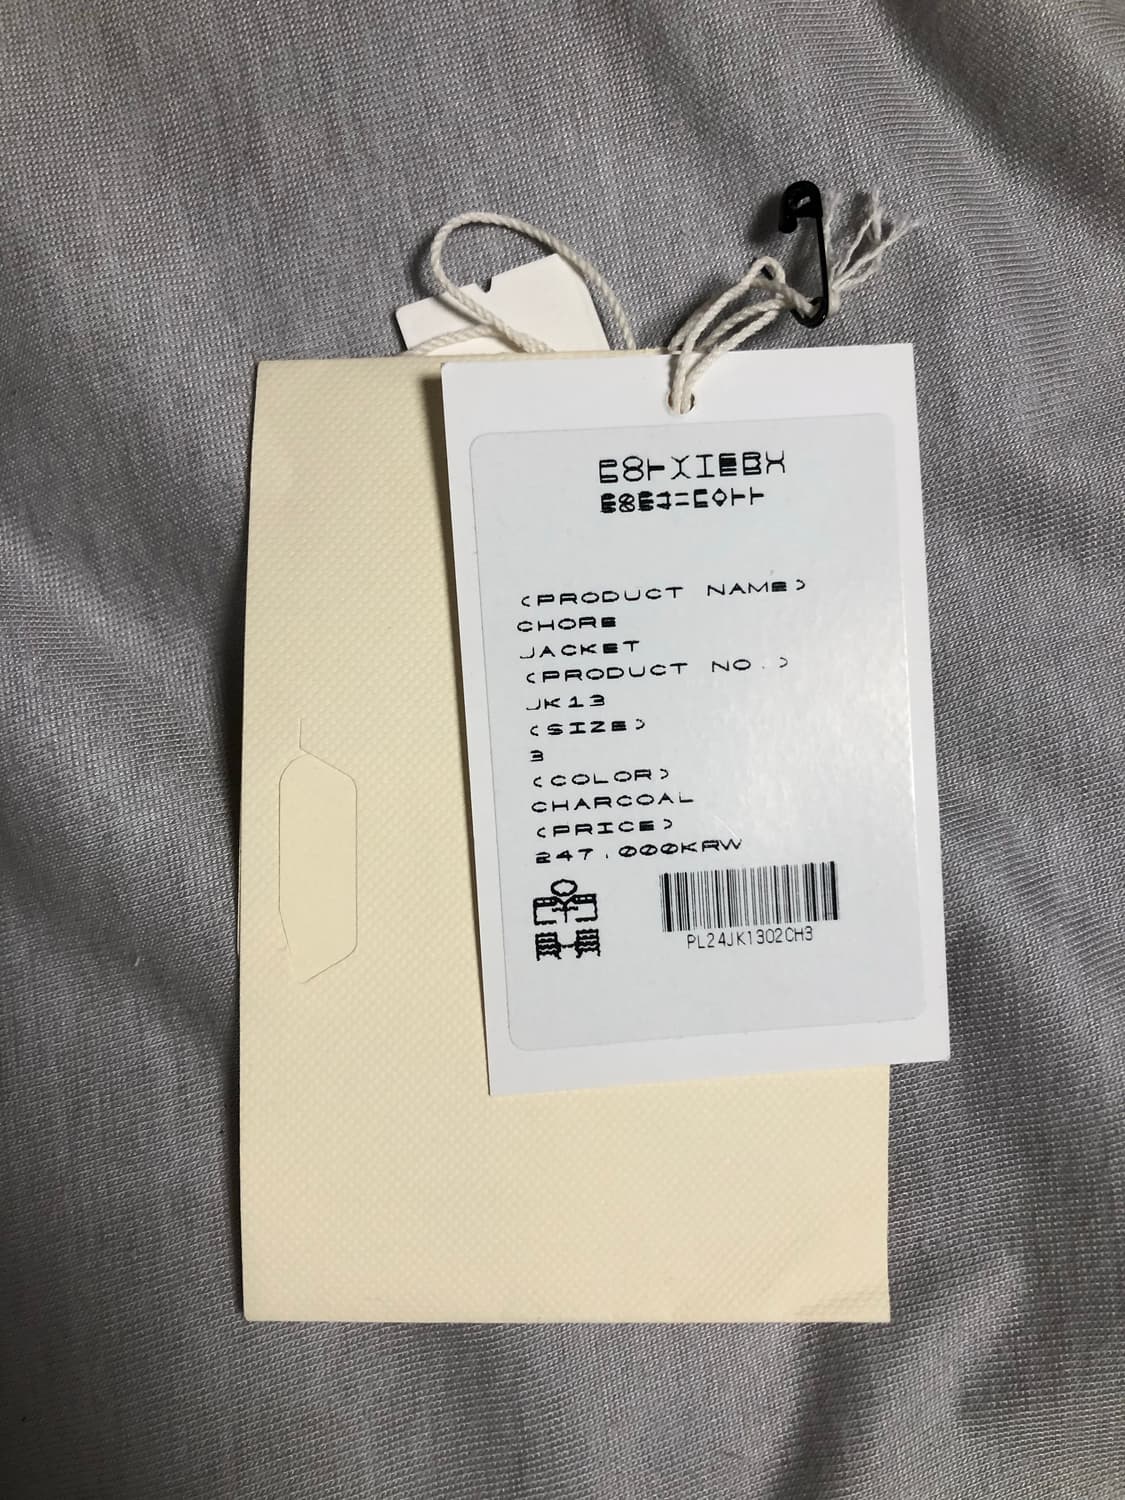 <PRODUCT NAME>
CHORE
JACKET
<PRODUCT NO.>
JK13
<SIZE>
3
<COLOR>
CHARCOAL
<PRICE>
247.000KRW
PL24JK1302CH3